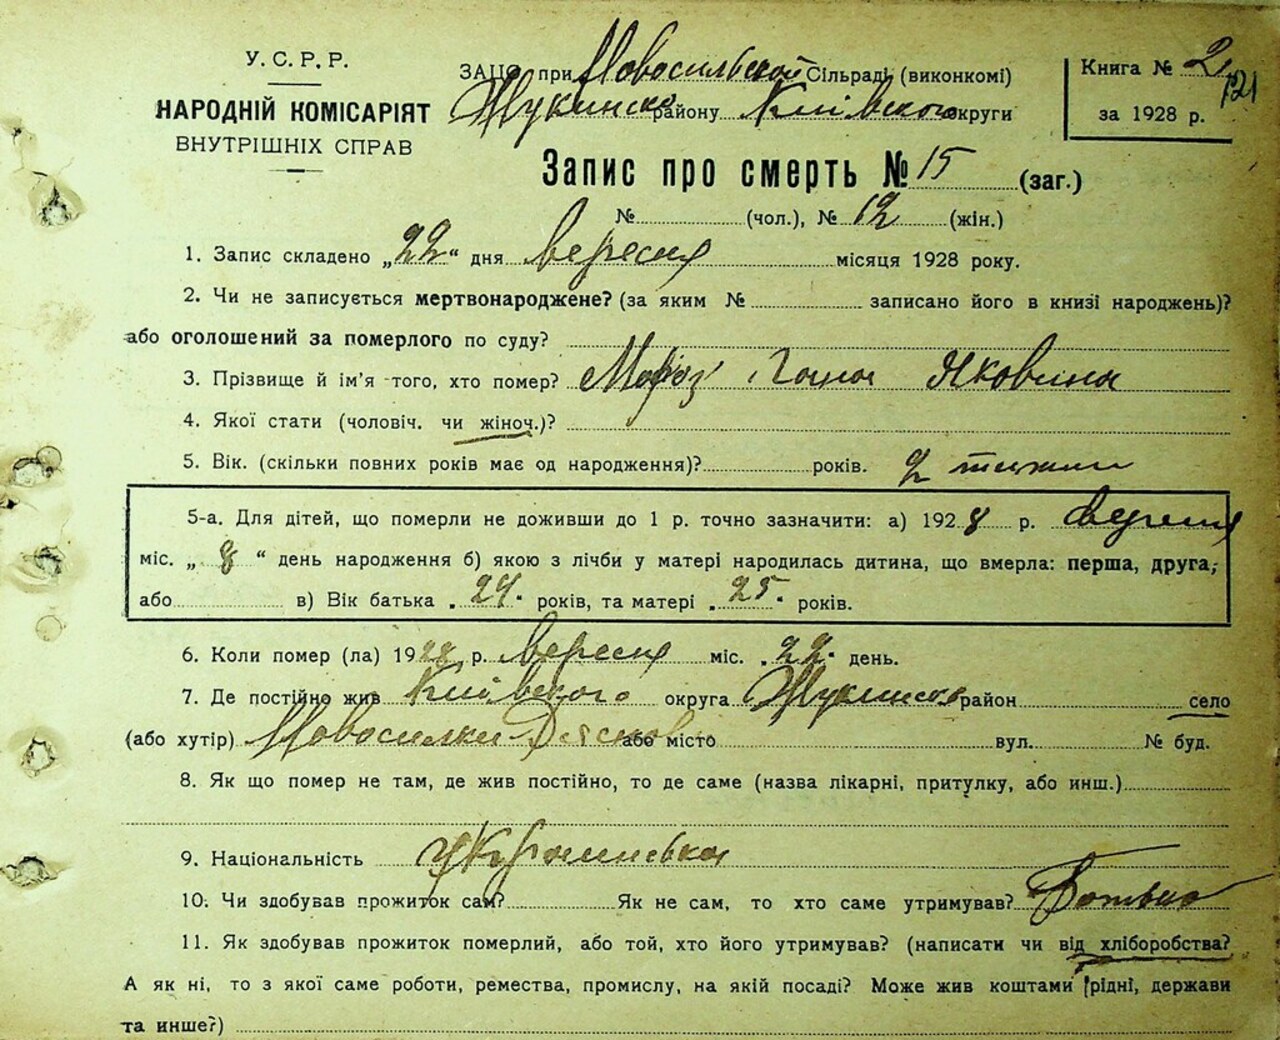 У.С.Р.Р.
НАРОДНІЙ КОМІСАРІЯТ
ВНУТРІШНІХ СПРАВ
ЗАЦС при Новосильской Сільраді (виконкомі)
Жукинско району Київского округи
Книга № 2
121
за 1928 р.
Запис про смерть № 15 (заг.)
№ (чол.), № 12 (жін.)
1. Запис складено „22“ дня вересня місяця 1928 року.
2. Чи не записується мертвонароджене? (за яким № записано його в книзі народжень)?
або оголошений за померлого по суду?
3. Прізвище й ім'я того, хто помер? Мороз Ганна Яковина
4. Якої стати (чоловіч. чи жіноч.)?
5. Вік. (скільки повних років має од народження)? років. 2 тижні
5-а. Для дітей, що померли не доживши до 1 р. точно зазначити: а) 1928 р. вересня
міс. „8“ день народження б) якою з лічби у матері народилась дитина, що вмерла: перша, друга,
або в) Вік батька „24“ років, та матері „25“ років.
6. Коли помер (ла) 1928 р. вересня міс. „22“ день.
7. Де постійно жив Київского округа Жукинско район село
(або хутір) Новосилки або місто вул. № буд.
8. Як що помер не там, де жив постійно, то де саме (назва лікарні, притулку, або инш.)
9. Національність Українська
10. Чи здобував прожиток сам? Як не сам, то хто саме утримував? Батько
11. Як здобував прожиток померлий, або той, хто його утримував? (написати чи від хліборобства?
А як ні, то з якої саме роботи, ремества, промислу, на якій посаді? Може жив коштами рідні, держави
та инше?)